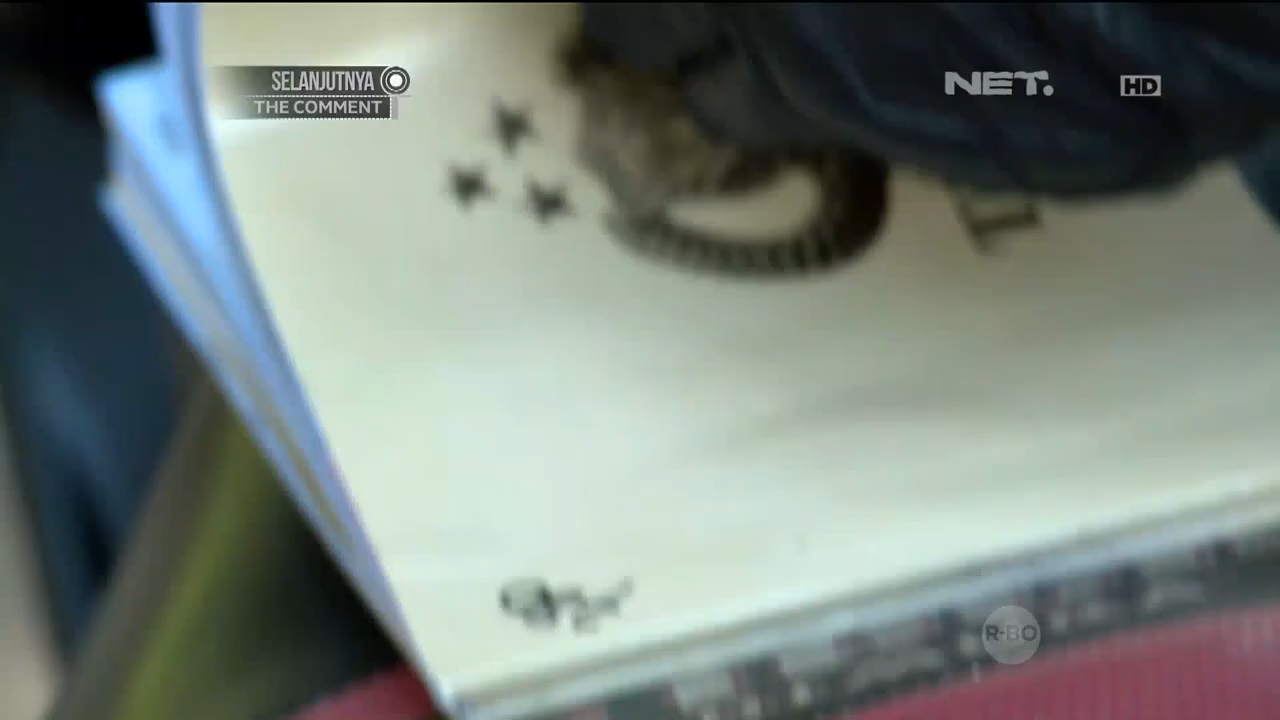 SELANJUTNYA
THE COMMENT
NET.
HD
R-BO